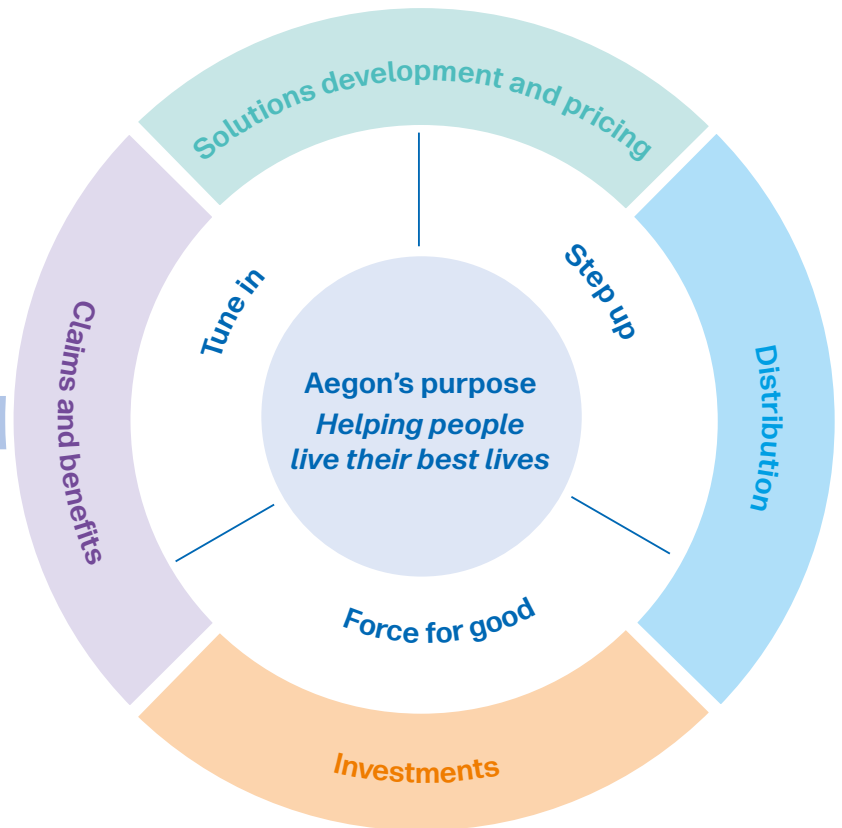 Solutions development and pricing
Tune in
Step up
Claims and benefits
Aegon’s purpose
Helping people
live their best lives
Distribution
Force for good
Investments